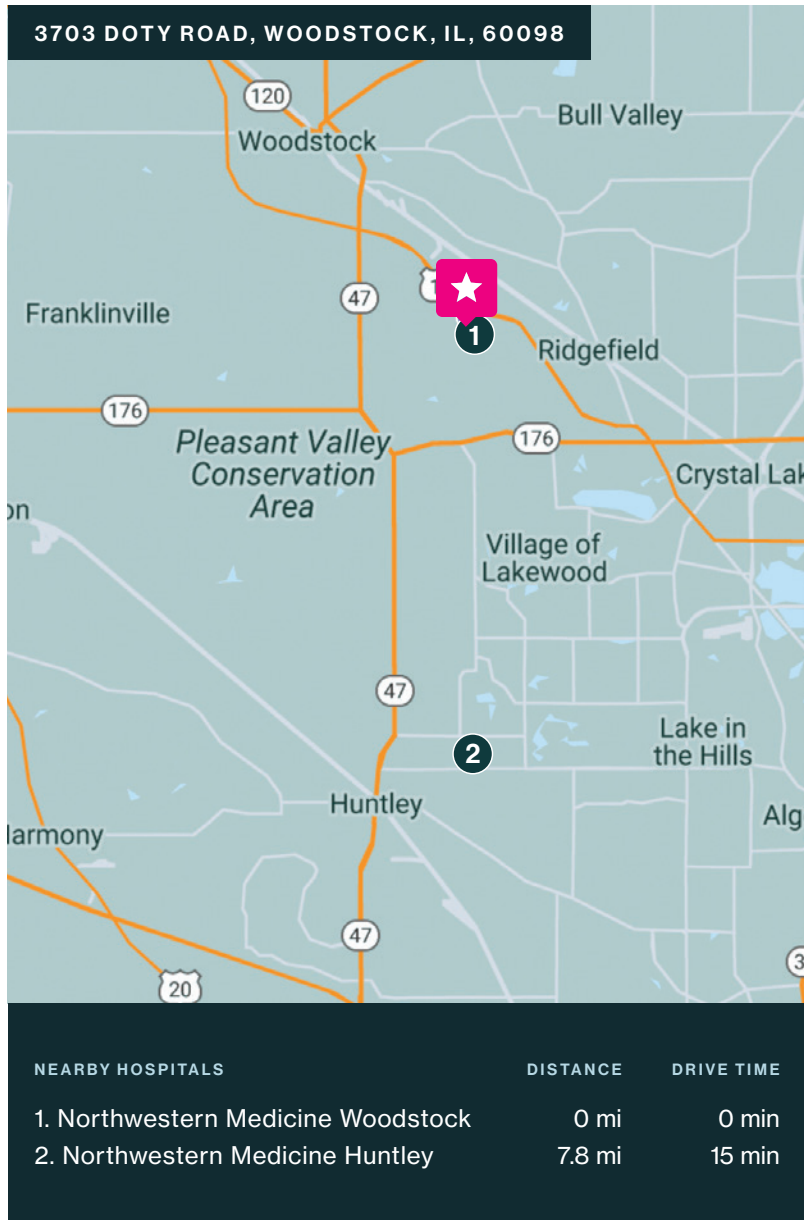 3703 DOTY ROAD, WOODSTOCK, IL, 60098
120
Bull Valley
Woodstock
47
Franklinville
1
Ridgefield
176
176
Pleasant Valley
Conservation
Area
Crystal Lak
on
Village of
Lakewood
47
Lake in
the Hills
2
Huntley
Alg
armony
47
3
20
NEARBY HOSPITALS DISTANCE DRIVE TIME
1. Northwestern Medicine Woodstock 0 mi 0 min
2. Northwestern Medicine Huntley 7.8 mi 15 min